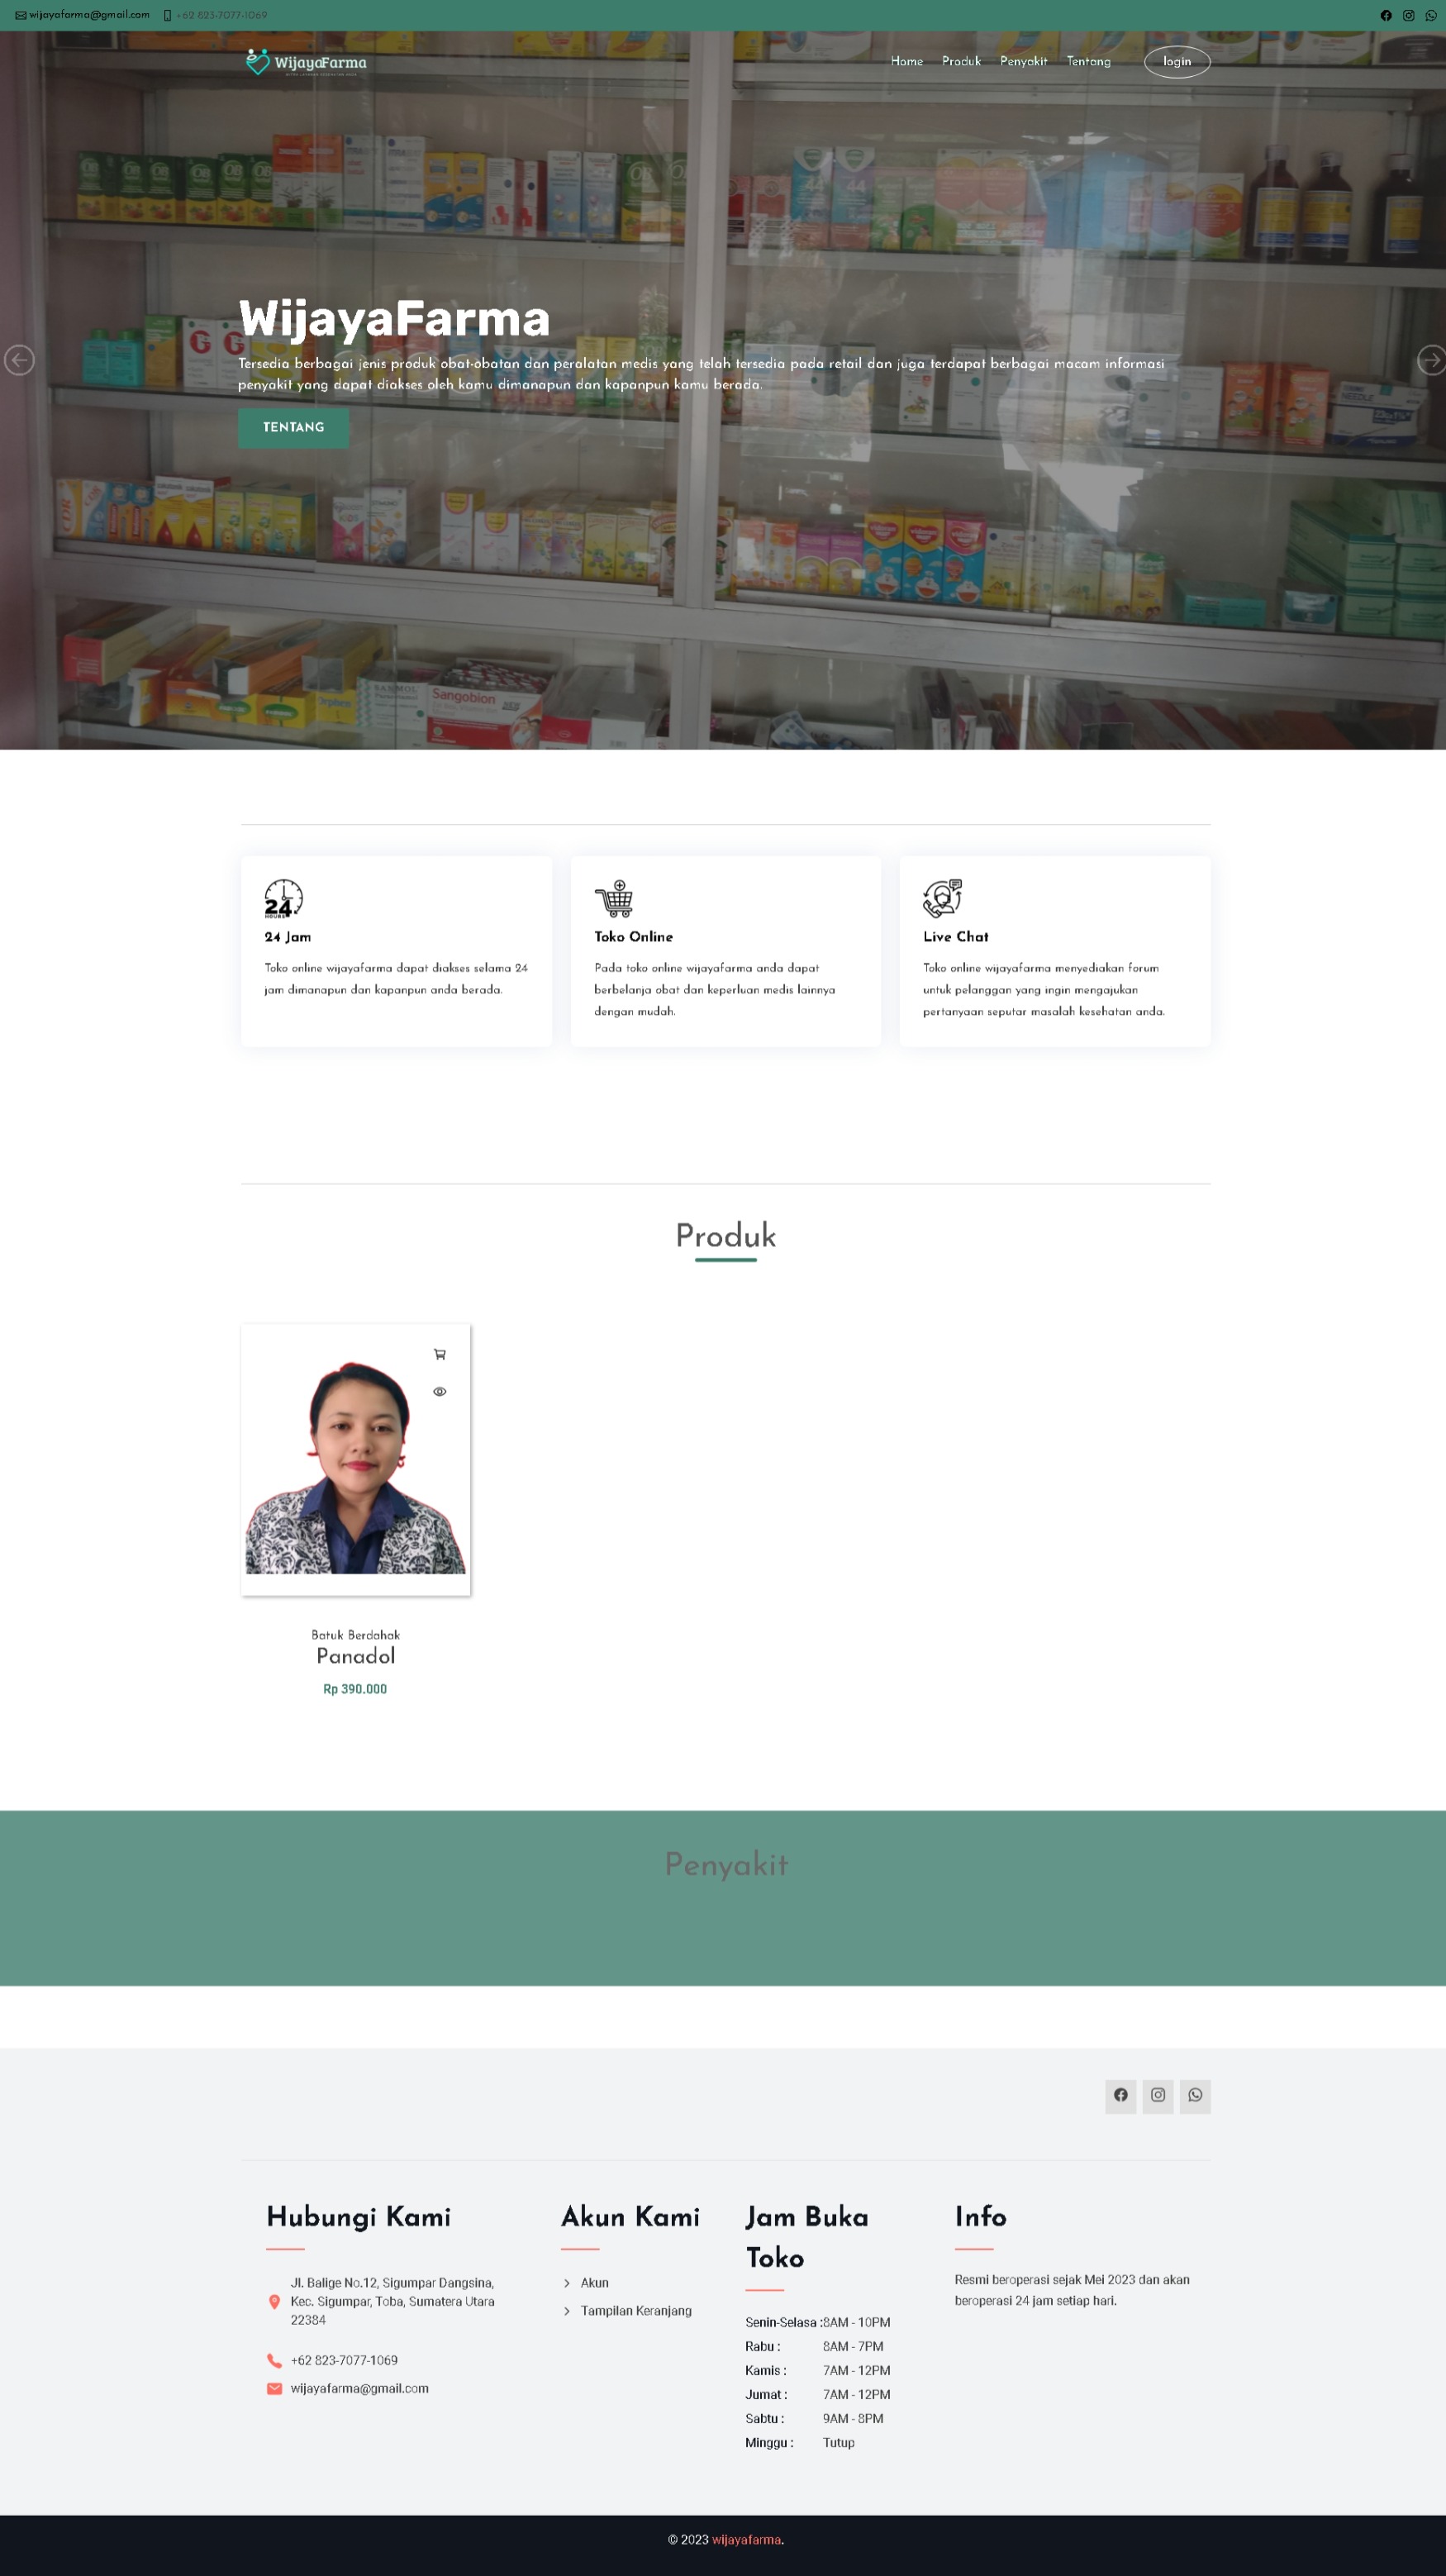 wijayafarma@gmail.com +62 823-7077-1069
WijayaFarma
Home Produk Penyakit Tentang login
WijayaFarma
Tersedia berbagai jenis produk obat-obatan dan peralatan medis yang telah tersedia pada retail dan juga terdapat berbagai macam informasi
penyakit yang dapat diakses oleh kamu dimanapun dan kapanpun kamu berada.
TENTANG
Sangobion
24 HOURS
24 Jam
Toko online wijayafarma dapat diakses selama 24
jam dimanapun dan kapanpun anda berada.
Toko Online
Pada toko online wijayafarma anda dapat
berbelanja obat dan keperluan medis lainnya
dengan mudah.
Live Chat
Toko online wijayafarma menyediakan forum
untuk pelanggan yang ingin mengajukan
pertanyaan seputar masalah kesehatan anda.
Produk
Batuk Berdahak
Panadol
Rp 390.000
Penyakit
Hubungi Kami
Jl. Balige No.12, Sigumpar Dangsina,
Kec. Sigumpar, Toba, Sumatera Utara
22384
+62 823-7077-1069
wijayafarma@gmail.com
Akun Kami
Akun
Tampilan Keranjang
Jam Buka
Toko
Senin-Selasa :8AM - 10PM
Rabu : 8AM - 7PM
Kamis : 7AM - 12PM
Jumat : 7AM - 12PM
Sabtu : 9AM - 8PM
Minggu : Tutup
Info
Resmi beroperasi sejak Mei 2023 dan akan
beroperasi 24 jam setiap hari.
© 2023 wijayafarma.